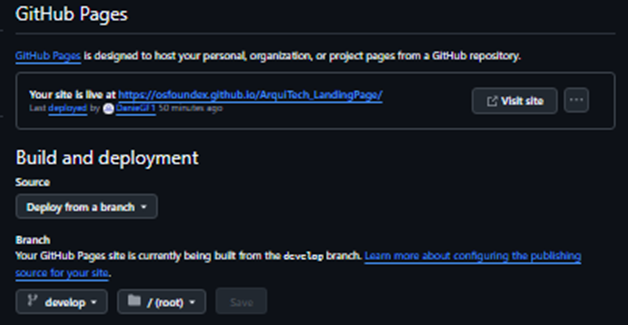 GitHub Pages
GitHub Pages is designed to host your personal, organization, or project pages from a GitHub repository.
Your site is live at https://osfoundex.github.io/ArquiTech_LandingPage/
Visit site
Last deployed by DanielGF1 50 minutes ago
Build and deployment
Source
Deploy from a branch
Branch
Your GitHub Pages site is currently being built from the develop branch. Learn more about configuring the publishing
source for your site.
develop
/ (root)
Save